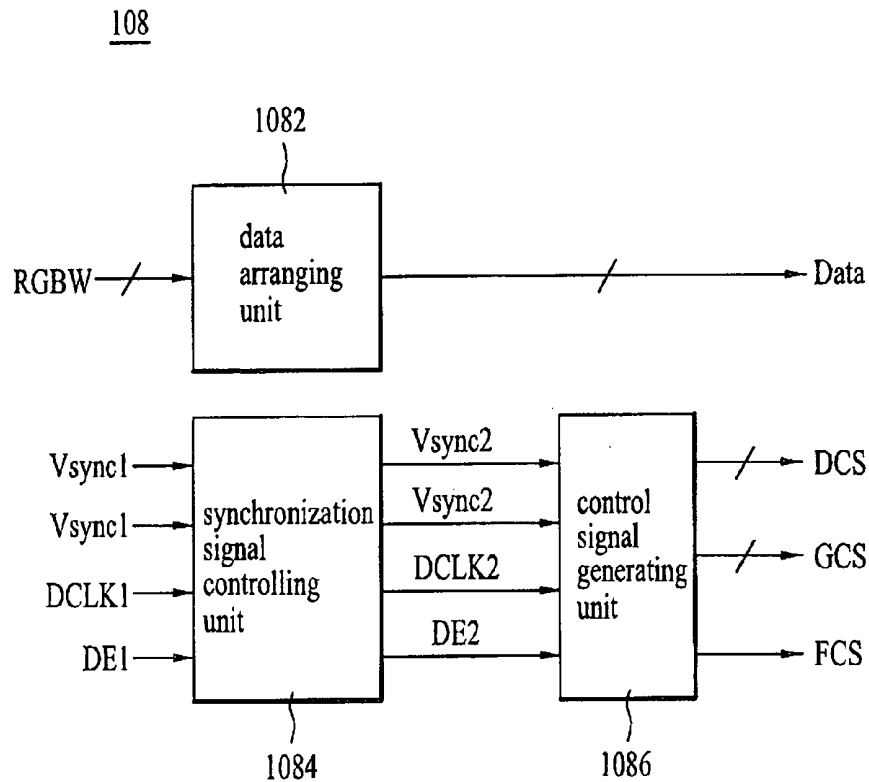 108
1082
data
arranging
unit
RGBW
Data
Vsync1
Vsync1
DCLK1
DE1
synchronization
signal
controlling
unit
Vsync2
Vsync2
DCLK2
DE2
control
signal
generating
unit
DCS
GCS
FCS
1084
1086